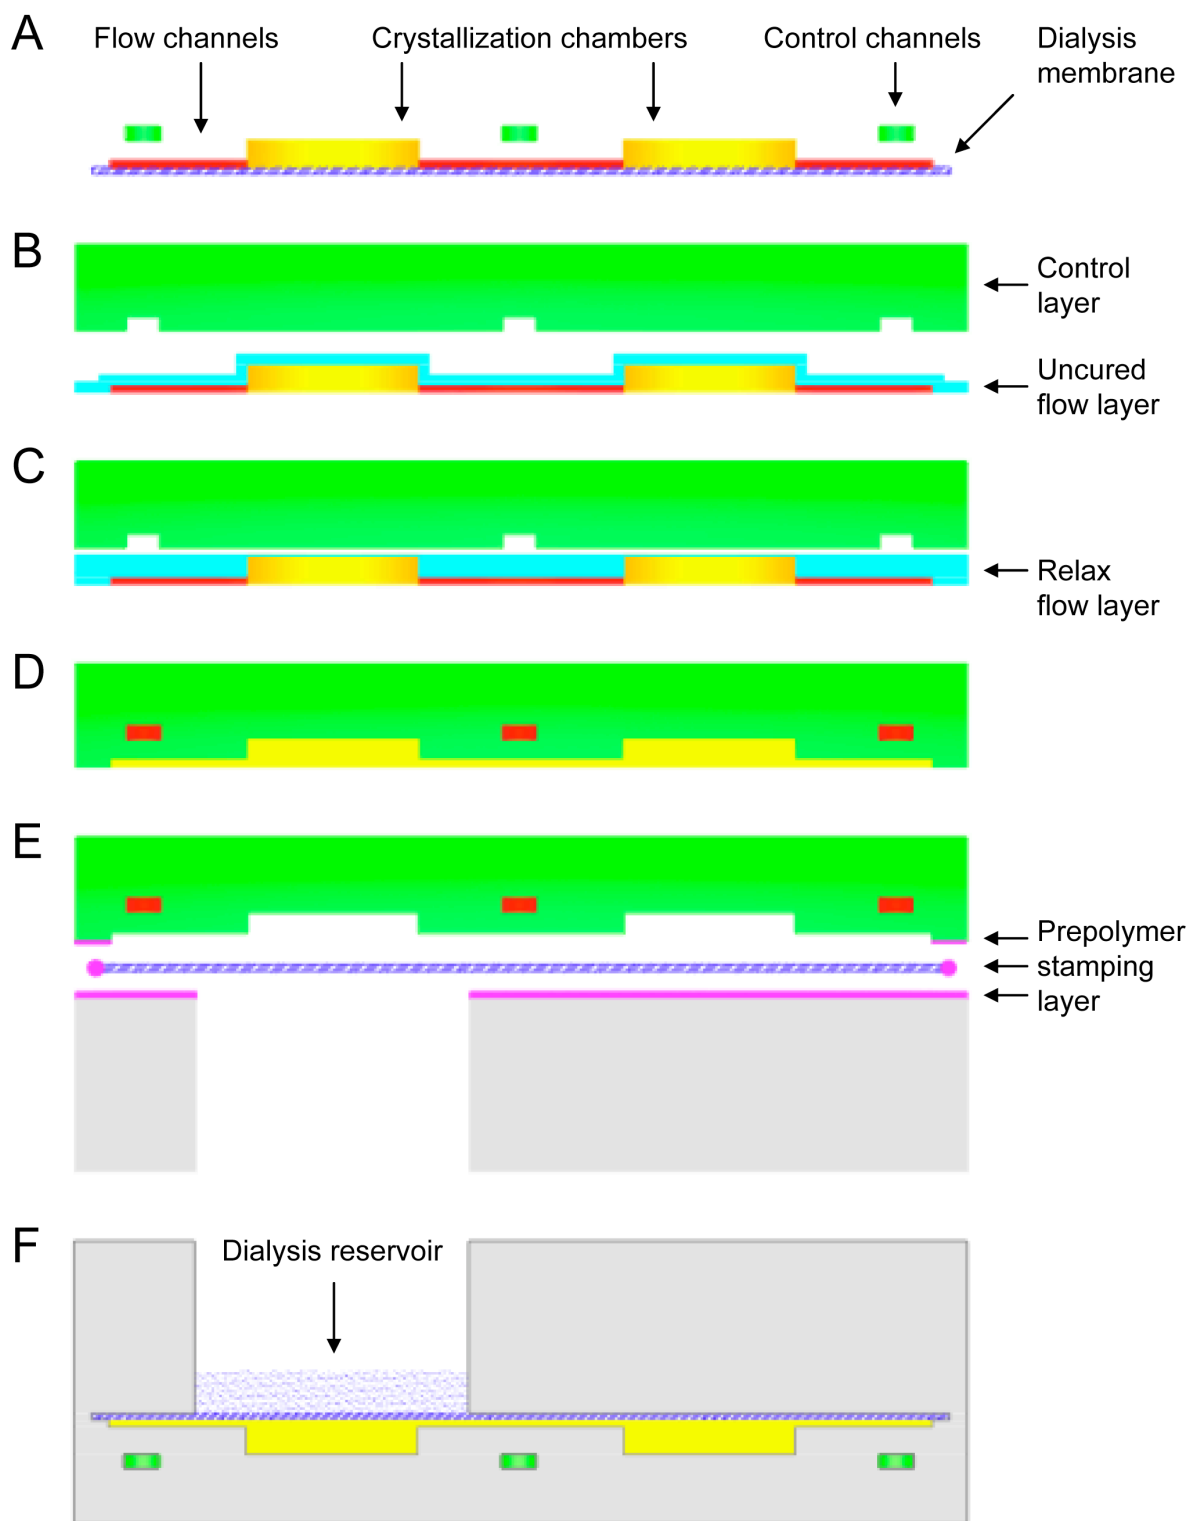 A
Flow channels
Crystallization chambers
Control channels
Dialysis
membrane
B
Control
layer
Uncured
flow layer
C
Relax
flow layer
D
E
Prepolymer
stamping
layer
F
Dialysis reservoir